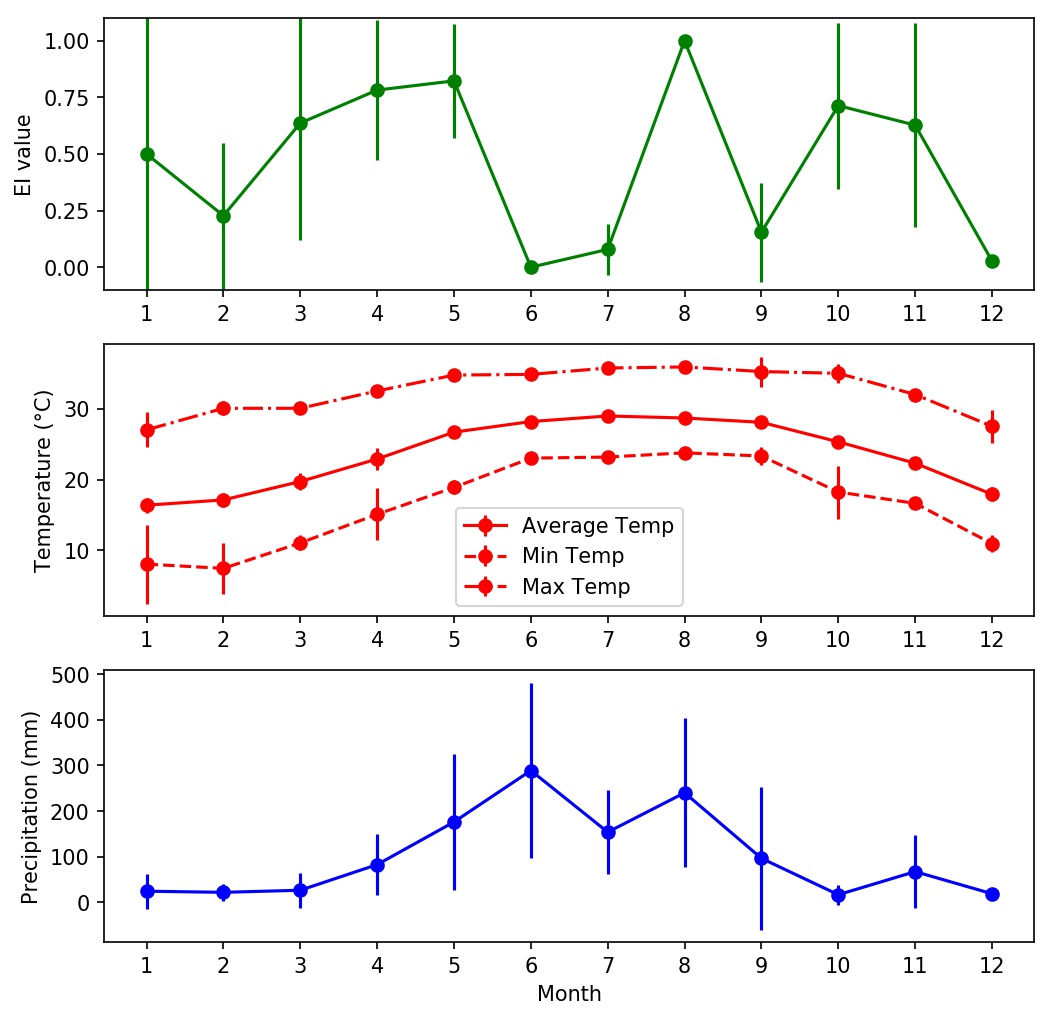 EI value
1.00
0.75
0.50
0.25
0.00
1 2 3 4 5 6 7 8 9 10 11 12
Temperature (°C)
30
20
10
Average Temp
Min Temp
Max Temp
1 2 3 4 5 6 7 8 9 10 11 12
Precipitation (mm)
500
400
300
200
100
0
1 2 3 4 5 6 7 8 9 10 11 12
Month